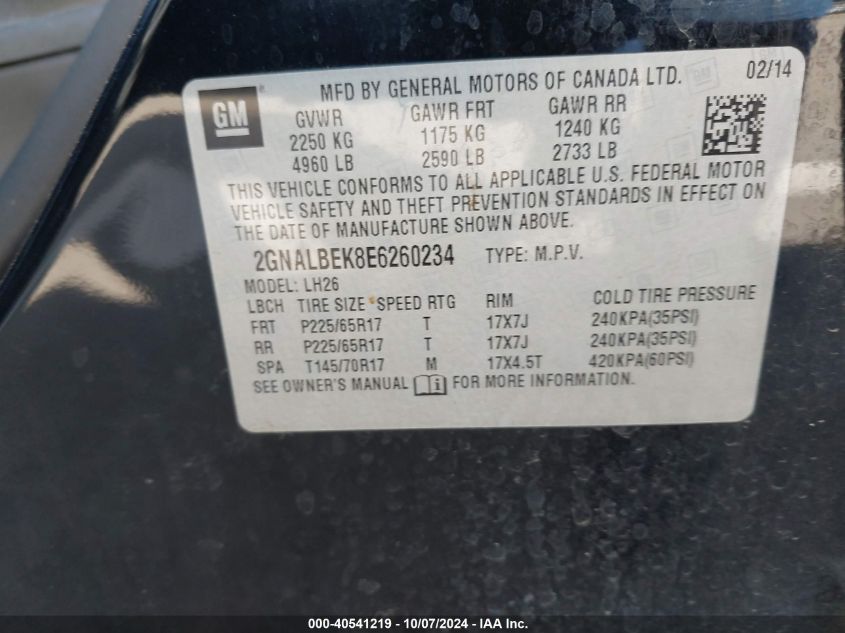 GM
MFD BY GENERAL MOTORS OF CANADA LTD. 02/14
GVWR GAWR FRT GAWR RR
2250 KG 1175 KG 1240 KG
4960 LB 2590 LB 2733 LB
THIS VEHICLE CONFORMS TO ALL APPLICABLE U.S. FEDERAL MOTOR
VEHICLE SAFETY AND THEFT PREVENTION STANDARDS IN EFFECT ON
THE DATE OF MANUFACTURE SHOWN ABOVE.
2GNALBEK8E6260234 TYPE: M.P.V.
MODEL: LH26
LBCH TIRE SIZE SPEED RTG RIM COLD TIRE PRESSURE
FRT P225/65R17 T 17X7J 240KPA(35PSI)
RR P225/65R17 T 17X7J 240KPA(35PSI)
SPA T145/70R17 M 17X4.5T 420KPA(60PSI)
SEE OWNER'S MANUAL i FOR MORE INFORMATION.
000-40541219 - 10/07/2024 - IAA Inc.